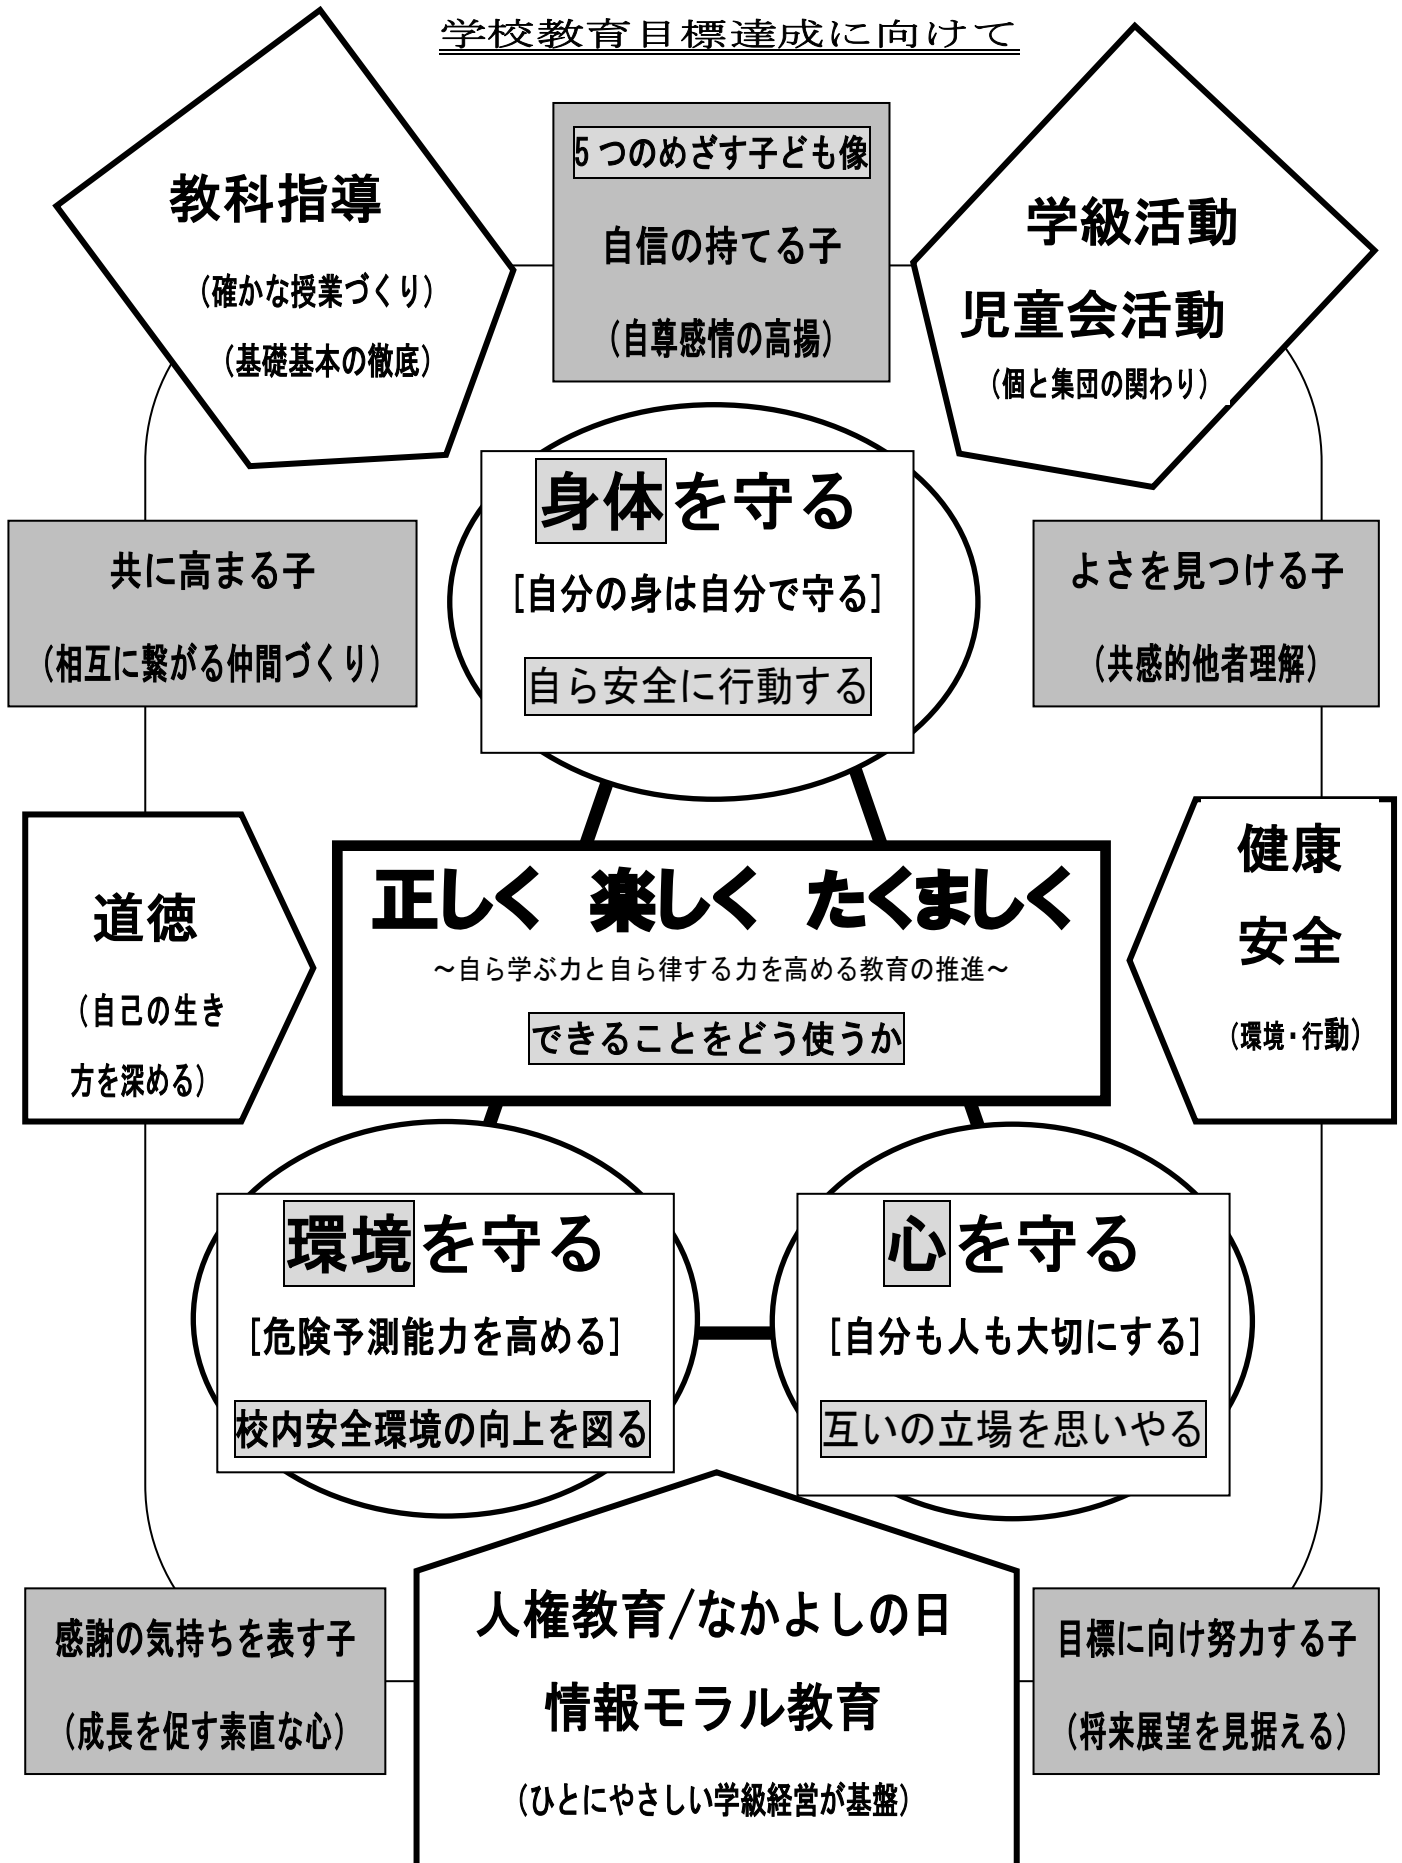 学校教育目標達成に向けて
教科指導
（確かな授業づくり）
（基礎基本の徹底）
5つのめざす子ども像
自信の持てる子
（自尊感情の高揚）
学級活動
児童会活動
（個と集団の関わり）
身体を守る
[自分の身は自分で守る]
自ら安全に行動する
共に高まる子
（相互に繋がる仲間づくり）
よさを見つける子
（共感的他者理解）
道徳
（自己の生き
方を深める）
正しく　楽しく　たくましく
～自ら学ぶ力と自ら律する力を高める教育の推進～
できることをどう使うか
健康
安全
（環境・行動）
環境を守る
[危険予測能力を高める]
校内安全環境の向上を図る
心を守る
[自分も人も大切にする]
互いの立場を思いやる
感謝の気持ちを表す子
（成長を促す素直な心）
人権教育/なかよしの日
情報モラル教育
（ひとにやさしい学級経営が基盤）
目標に向け努力する子
（将来展望を見据える）